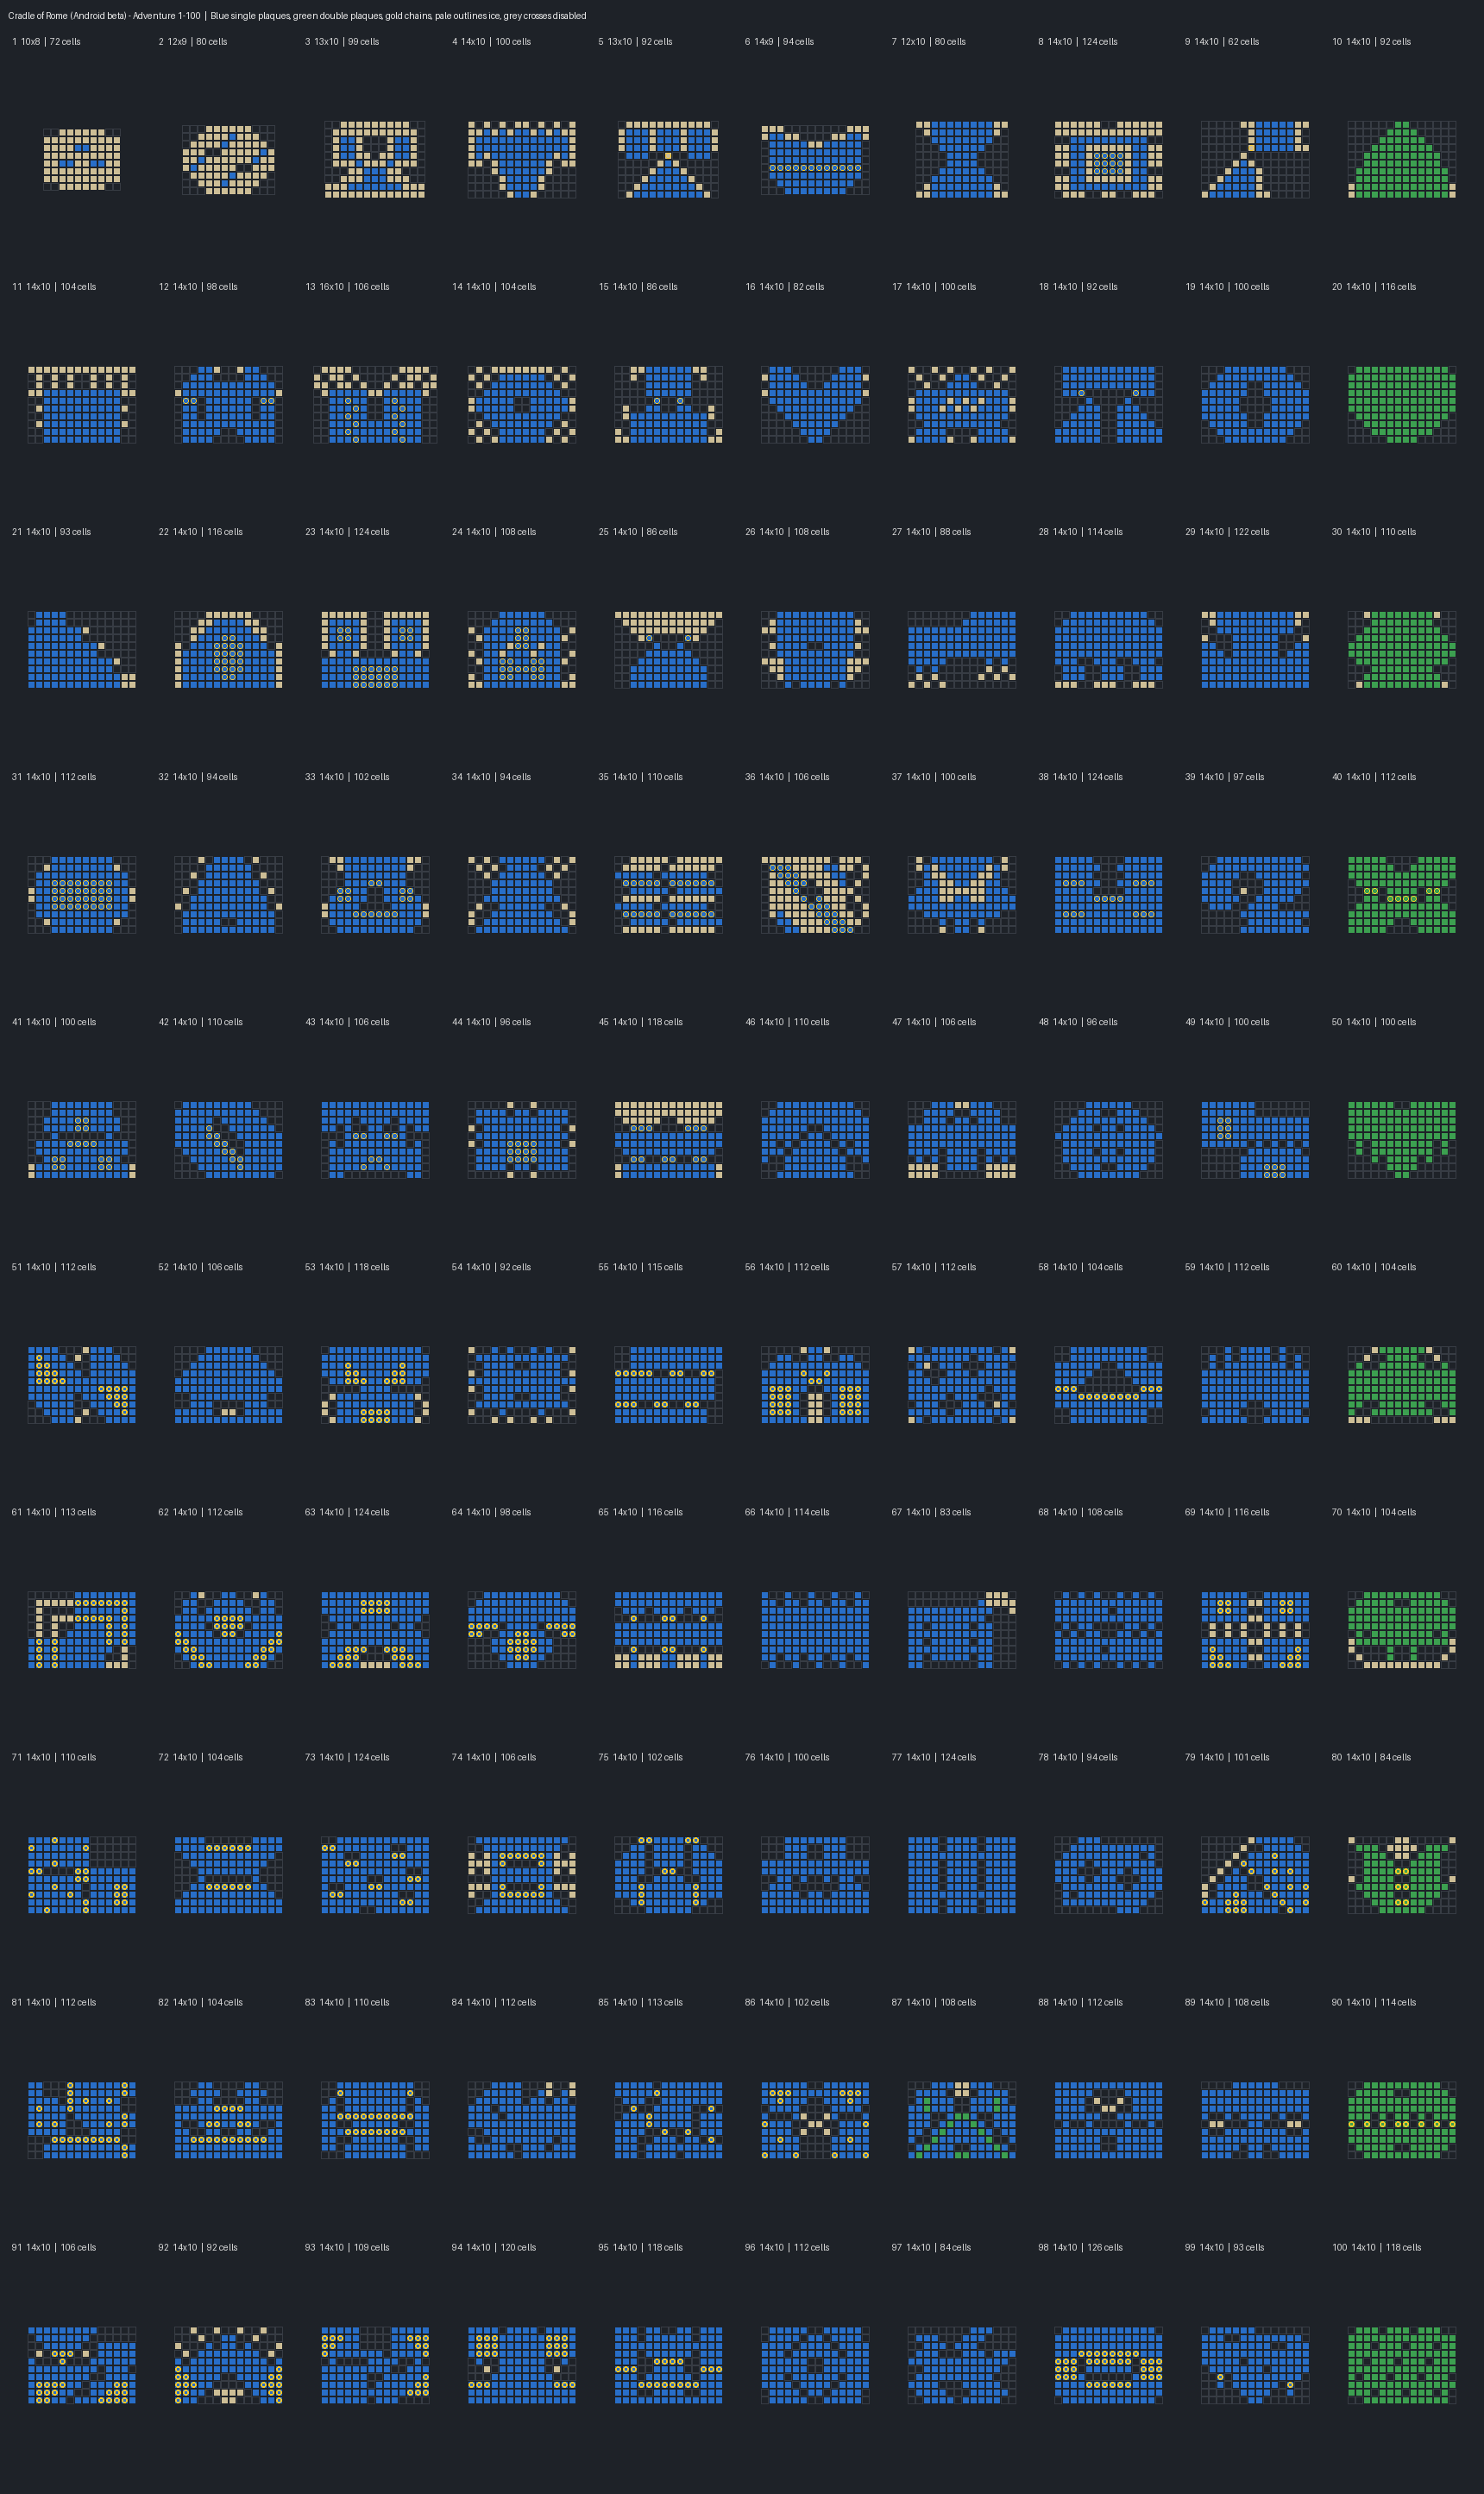 Cradle of Rome (Android beta) - Adventure 1-100 | Blue single plaques, green double plaques, gold chains, pale outlines ice, grey crosses disabled
1 10x8 | 72 cells
2 12x9 | 80 cells
3 13x10 | 99 cells
4 14x10 | 100 cells
5 13x10 | 92 cells
6 14x9 | 94 cells
7 12x10 | 80 cells
8 14x10 | 124 cells
9 14x10 | 62 cells
10 14x10 | 92 cells
11 14x10 | 104 cells
12 14x10 | 98 cells
13 16x10 | 106 cells
14 14x10 | 104 cells
15 14x10 | 86 cells
16 14x10 | 82 cells
17 14x10 | 100 cells
18 14x10 | 92 cells
19 14x10 | 100 cells
20 14x10 | 116 cells
21 14x10 | 93 cells
22 14x10 | 116 cells
23 14x10 | 124 cells
24 14x10 | 108 cells
25 14x10 | 86 cells
26 14x10 | 108 cells
27 14x10 | 88 cells
28 14x10 | 114 cells
29 14x10 | 122 cells
30 14x10 | 110 cells
31 14x10 | 112 cells
32 14x10 | 94 cells
33 14x10 | 102 cells
34 14x10 | 94 cells
35 14x10 | 110 cells
36 14x10 | 106 cells
37 14x10 | 100 cells
38 14x10 | 124 cells
39 14x10 | 97 cells
40 14x10 | 112 cells
41 14x10 | 100 cells
42 14x10 | 110 cells
43 14x10 | 106 cells
44 14x10 | 96 cells
45 14x10 | 118 cells
46 14x10 | 110 cells
47 14x10 | 106 cells
48 14x10 | 96 cells
49 14x10 | 100 cells
50 14x10 | 100 cells
51 14x10 | 112 cells
52 14x10 | 106 cells
53 14x10 | 118 cells
54 14x10 | 92 cells
55 14x10 | 115 cells
56 14x10 | 112 cells
57 14x10 | 112 cells
58 14x10 | 104 cells
59 14x10 | 112 cells
60 14x10 | 104 cells
61 14x10 | 113 cells
62 14x10 | 112 cells
63 14x10 | 124 cells
64 14x10 | 98 cells
65 14x10 | 116 cells
66 14x10 | 114 cells
67 14x10 | 83 cells
68 14x10 | 108 cells
69 14x10 | 116 cells
70 14x10 | 104 cells
71 14x10 | 110 cells
72 14x10 | 104 cells
73 14x10 | 124 cells
74 14x10 | 106 cells
75 14x10 | 102 cells
76 14x10 | 100 cells
77 14x10 | 124 cells
78 14x10 | 94 cells
79 14x10 | 101 cells
80 14x10 | 84 cells
81 14x10 | 112 cells
82 14x10 | 104 cells
83 14x10 | 110 cells
84 14x10 | 112 cells
85 14x10 | 113 cells
86 14x10 | 102 cells
87 14x10 | 108 cells
88 14x10 | 112 cells
89 14x10 | 108 cells
90 14x10 | 114 cells
91 14x10 | 106 cells
92 14x10 | 92 cells
93 14x10 | 109 cells
94 14x10 | 120 cells
95 14x10 | 118 cells
96 14x10 | 112 cells
97 14x10 | 84 cells
98 14x10 | 126 cells
99 14x10 | 93 cells
100 14x10 | 118 cells